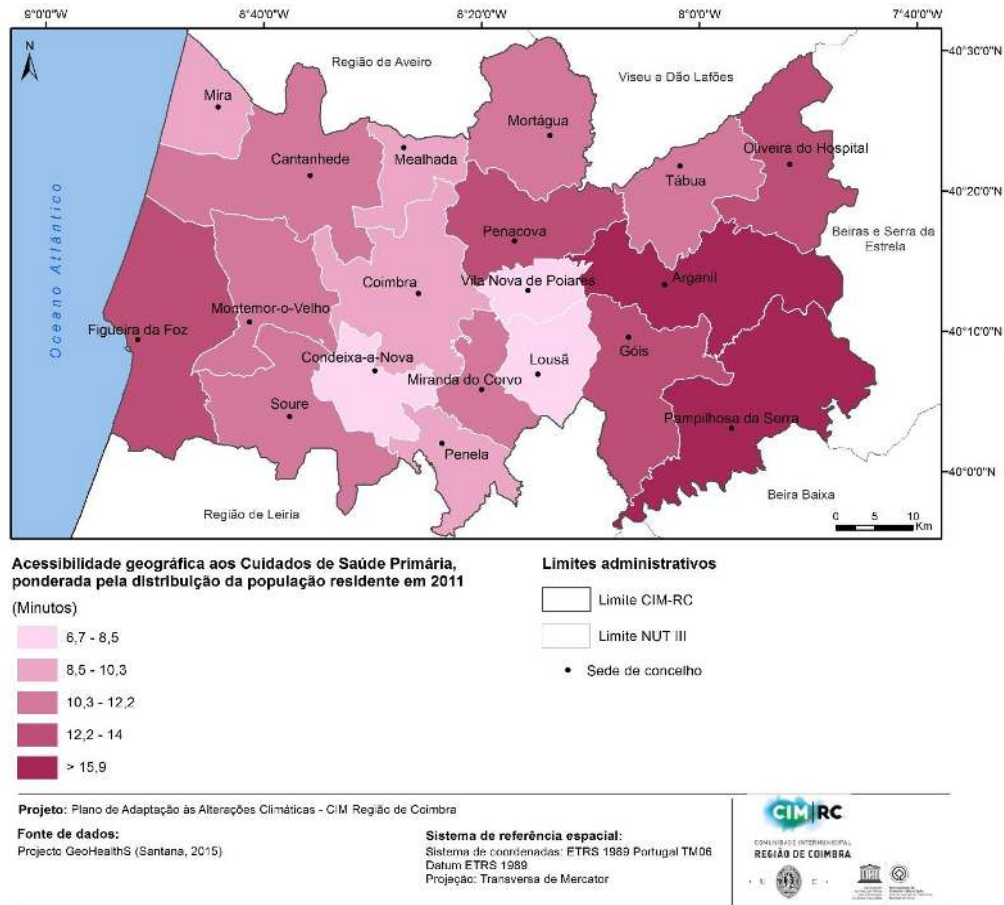 9°0'0"W 8°40'0"W 8°20'0"W 8°0'0"W 7°40'0"W
40°30'0"N
N
Região de Aveiro
Viseu a Dão Lafões
Mira
Mortágua
Cantanhede
Mealhada
Oliveira do Hospital
Tábua
40°20'0"N
Beiras e Serra da
Estrela
Penacova
Coimbra
Vila Nova de Poiares
Arganil
Oceano Atlântico
Montemor-o-Velho
Figueira da Foz
40°10'0"N
Condeixa-a-Nova
Lousã
Góis
Miranda do Corvo
Soure
Pampilhosa da Serra
Penela
40°0'0"N
Região de Leiria
Beira Baixa
0 5 10
Km
Acessibilidade geográfica aos Cuidados de Saúde Primária,
ponderada pela distribuição da população residente em 2011
(Minutos)
6,7 - 8,5
8,5 - 10,3
10,3 - 12,2
12,2 - 14
> 15,9
Limites administrativos
Limite CIM-RC
Limite NUT III
Sede de concelho
Projeto: Plano de Adaptação às Alterações Climáticas - CIM Região de Coimbra
Fonte de dados:
Projecto GeoHealthS (Santana, 2015)
Sistema de referência espacial:
Sistema de coordenadas: ETRS 1989 Portugal TM06
Datum ETRS 1989
Projeção: Transversa de Mercator
CIM|RC
COMUNIDADE INTERMUNICIPAL
REGIÃO DE COIMBRA